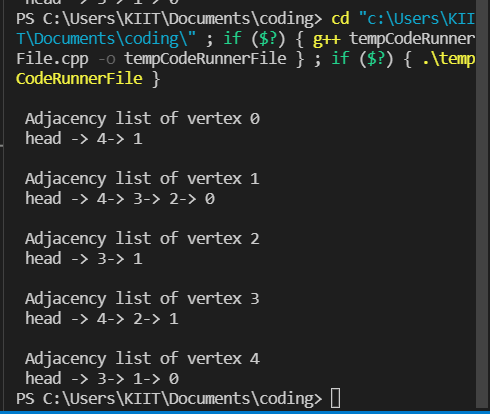 PS C:\Users\KIIT\Documents\coding> cd "c:\Users\KII
T\Documents\coding\" ; if ($?) { g++ tempCodeRunner
File.cpp -o tempCodeRunnerFile } ; if ($?) { .\temp
CodeRunnerFile }
Adjacency list of vertex 0
head -> 4-> 1
Adjacency list of vertex 1
head -> 4-> 3-> 2-> 0
Adjacency list of vertex 2
head -> 3-> 1
Adjacency list of vertex 3
head -> 4-> 2-> 1
Adjacency list of vertex 4
head -> 3-> 1-> 0
PS C:\Users\KIIT\Documents\coding>